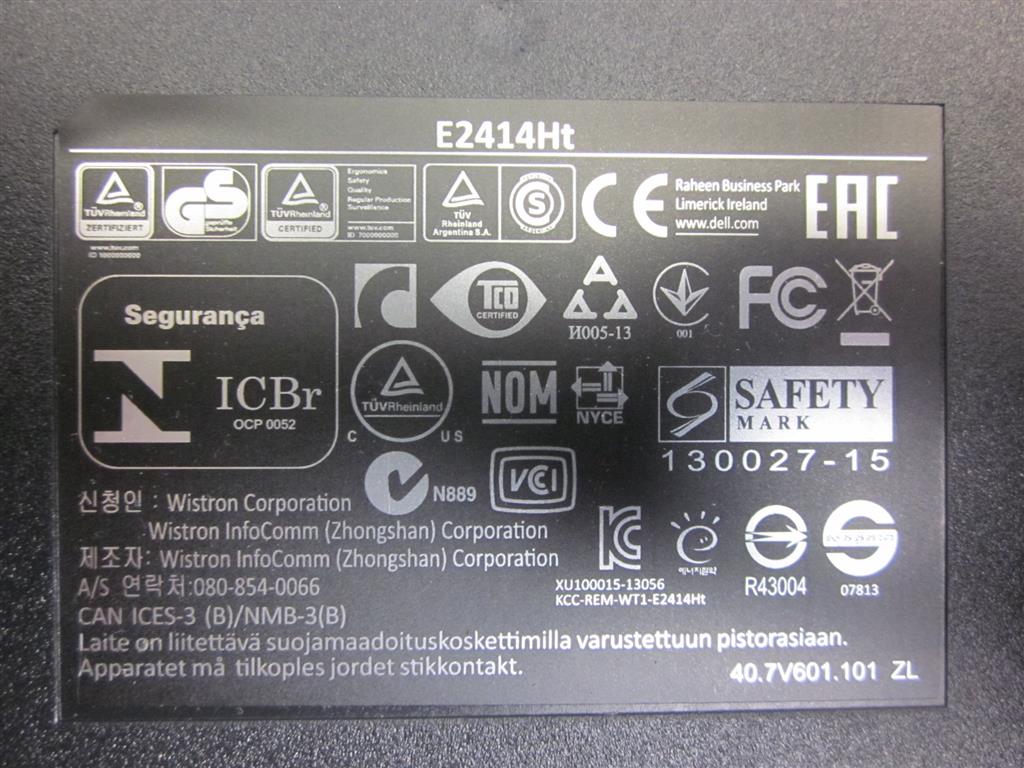 E2414Ht
TÜVRheinland
ZERTIFIZIERT
www.tuv.com
GS
geprüfte
Sicherheit
TÜVRheinland
CERTIFIED
Ergonomics
Safety
Quality
Regular Production
Surveillance
www.tuv.com
TÜV
Rheinland
Argentina S.A.
S
CE
Raheen Business Park
Limerick Ireland
www.dell.com
EAC
Segurança
ICBr
OCP 0052
TCO
CERTIFIED
И005-13
001
FC
TÜVRheinland
C US
NOM
NYCE
SAFETY
MARK
130027-15
N889
VCI
신청인 : Wistron Corporation
Wistron InfoComm (Zhongshan) Corporation
제조자: Wistron InfoComm (Zhongshan) Corporation
A/S 연락처:080-854-0066
CAN ICES-3 (B)/NMB-3(B)
KC
에너지절약
XU100015-13056
KCC-REM-WT1-E2414Ht
R43004
07813
Laite on liitettävä suojamaadoituskoskettimilla varustettuun pistorasiaan.
Apparatet må tilkoples jordet stikkontakt.
40.7V601.101 ZL